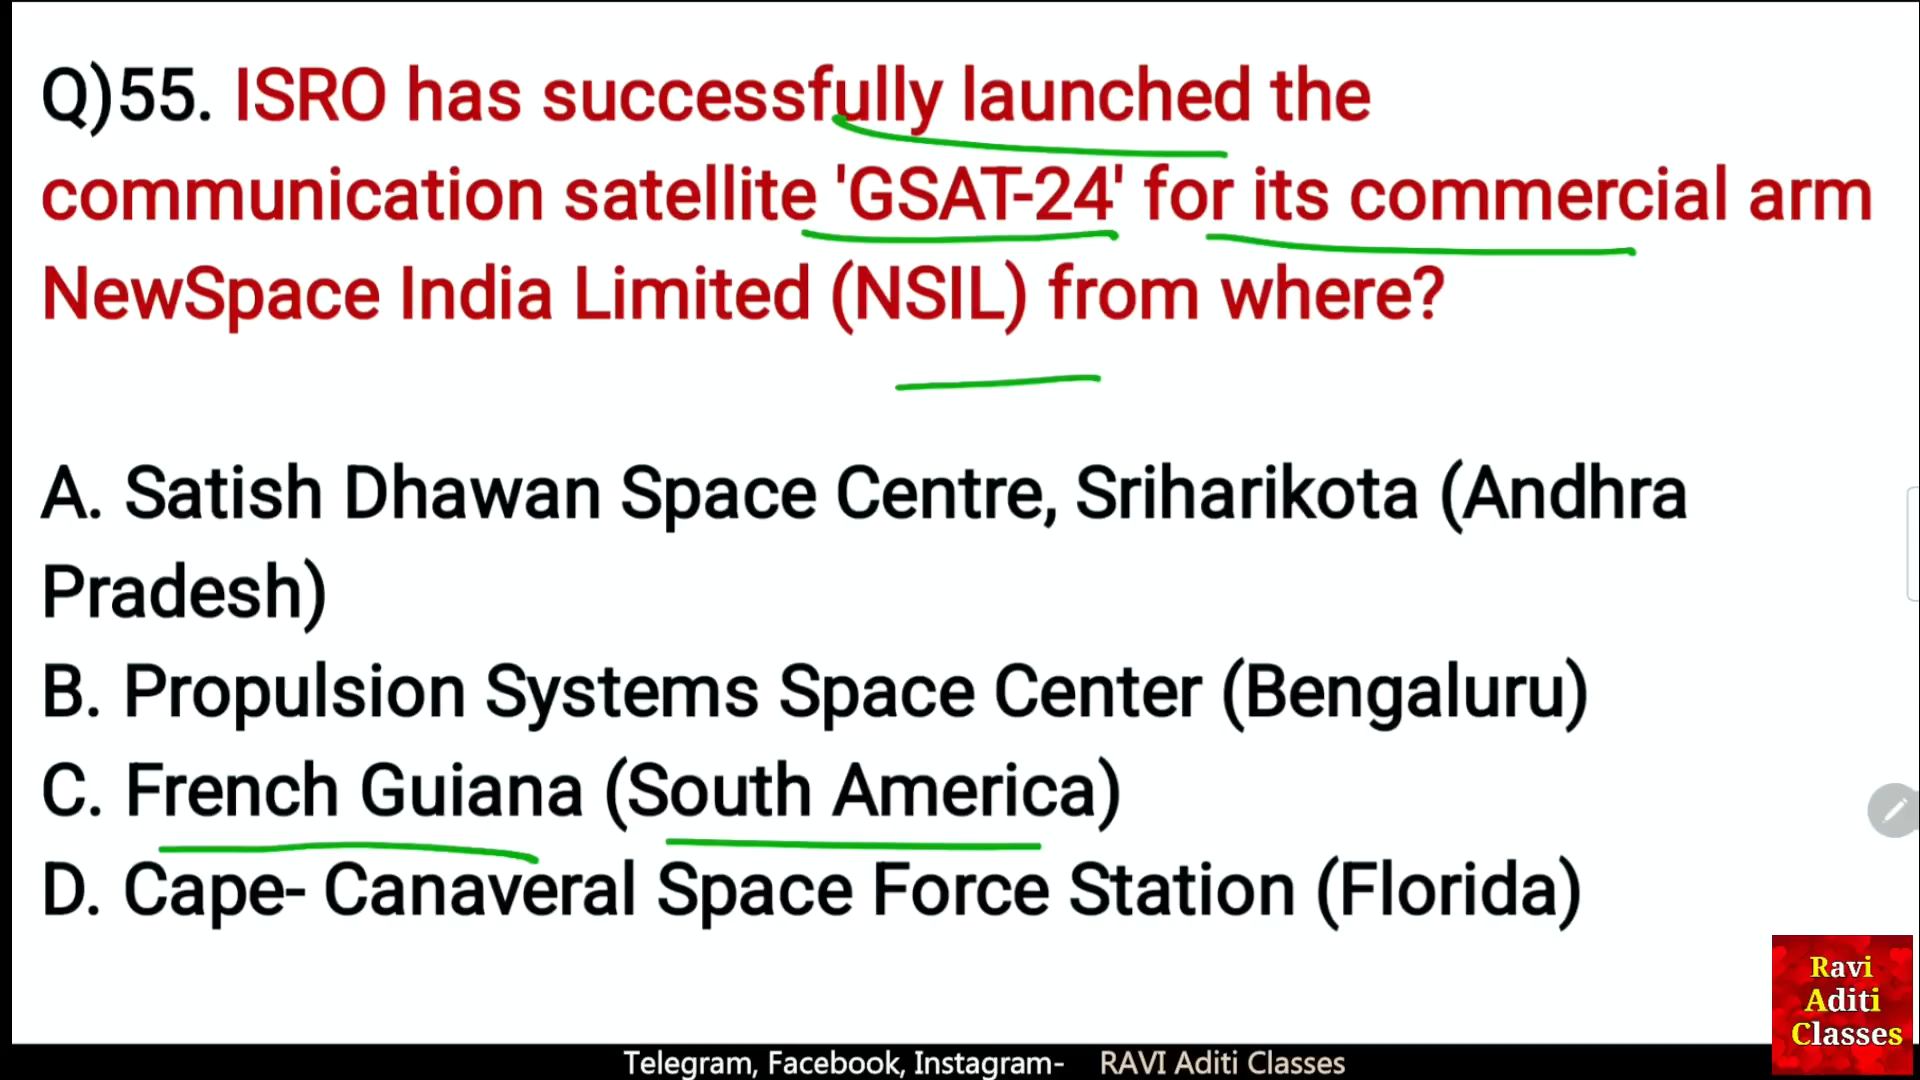 Q)55. ISRO has successfully launched the
communication satellite 'GSAT-24' for its commercial arm
NewSpace India Limited (NSIL) from where?
A. Satish Dhawan Space Centre, Sriharikota (Andhra
Pradesh)
B. Propulsion Systems Space Center (Bengaluru)
C. French Guiana (South America)
D. Cape- Canaveral Space Force Station (Florida)
Ravi
Aditi
Classes
Telegram, Facebook, Instagram- RAVI Aditi Classes